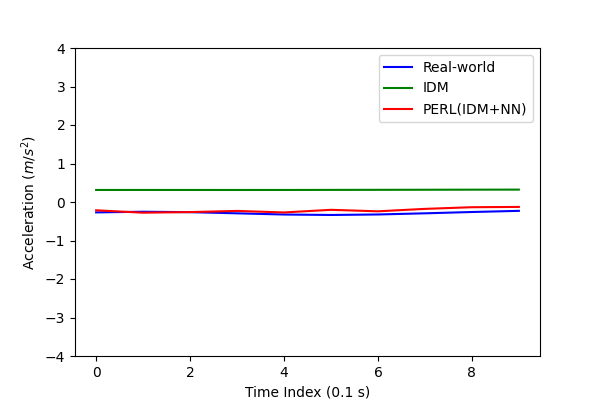 Real-world
IDM
PERL(IDM+NN)
4
3
2
1
0
−1
−2
−3
−4
Acceleration (m/s²)
0
2
4
6
8
Time Index (0.1 s)